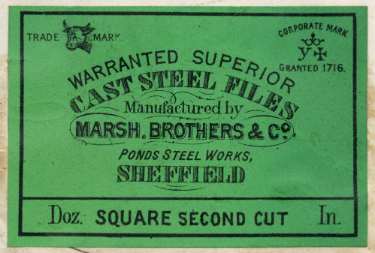 TRADE MARK.
CORPORATE MARK
y
GRANTED 1716.
WARRANTED SUPERIOR
CAST STEEL FILES
Manufactured by
MARSH. BROTHERS & Co.
PONDS STEEL WORKS,
SHEFFIELD
Doz. SQUARE SECOND CUT In.